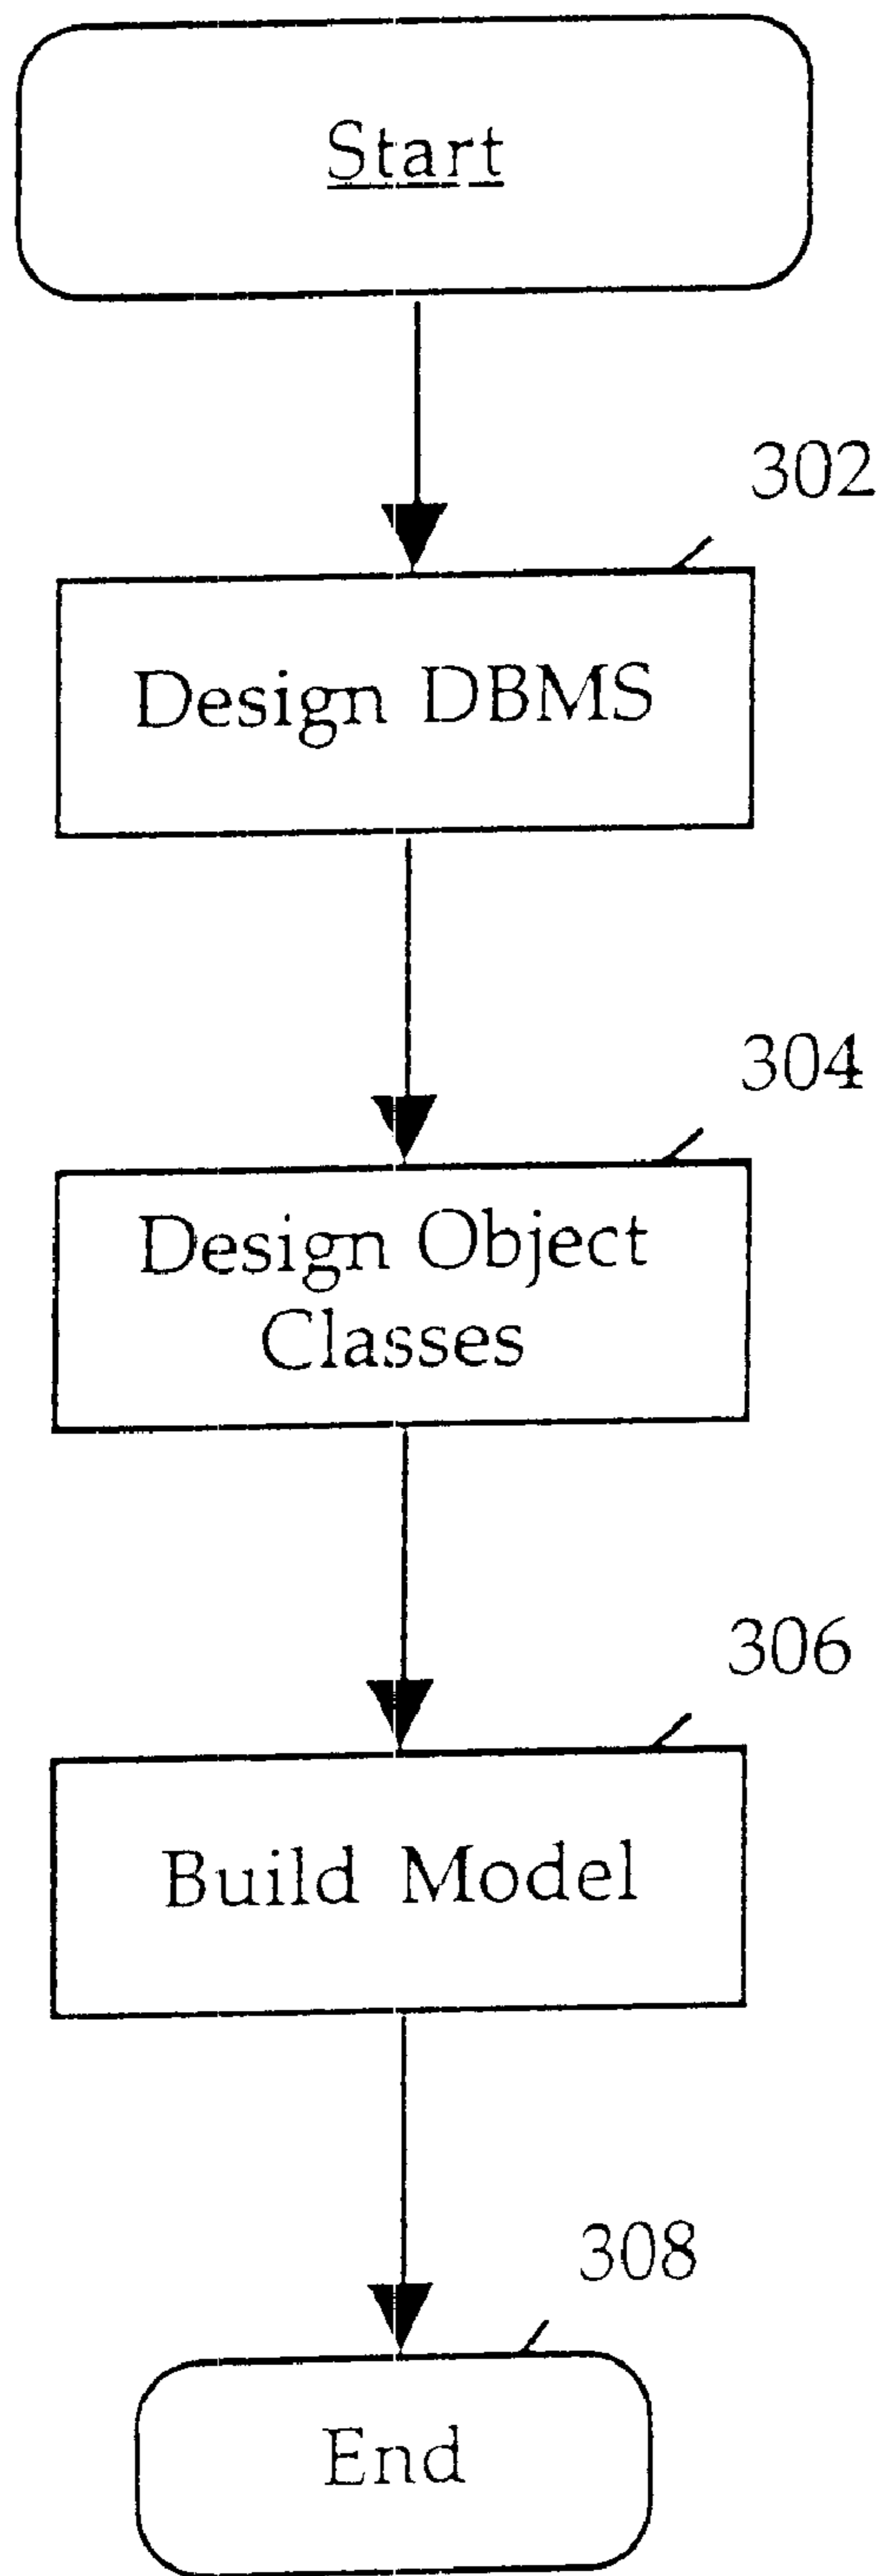 Start
302
Design DBMS
304
Design Object
Classes
306
Build Model
308
End